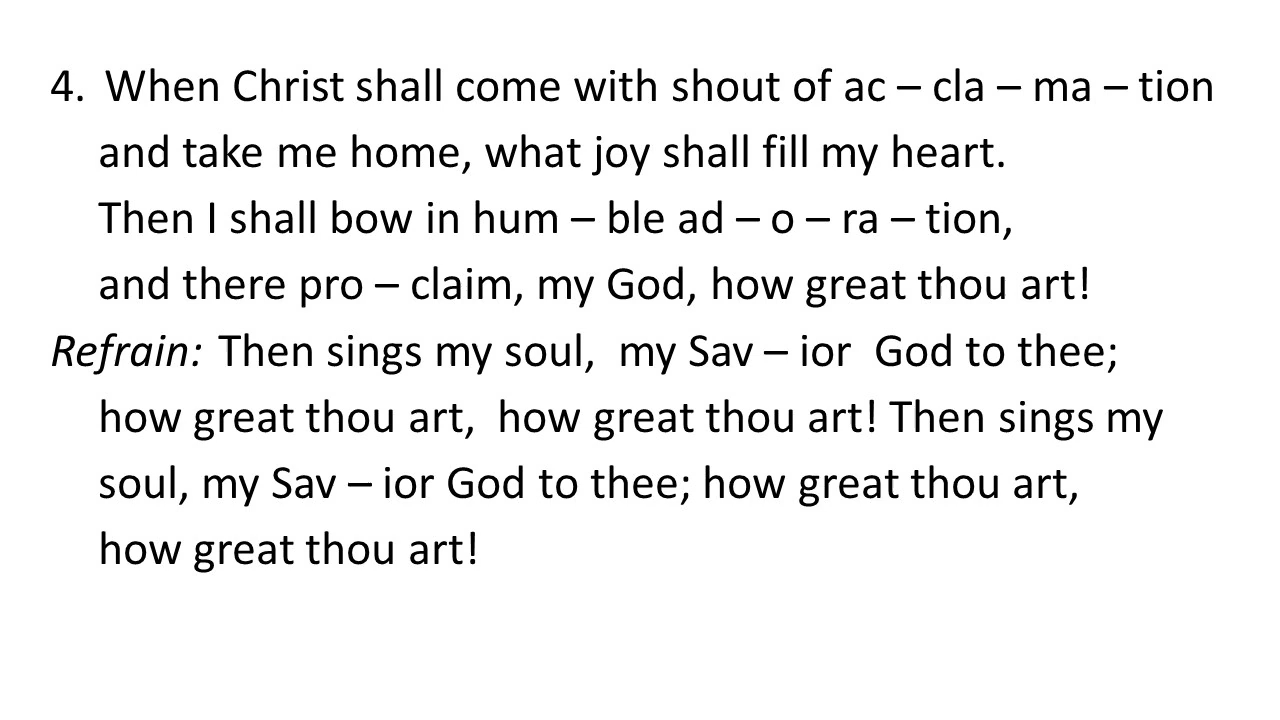 4. When Christ shall come with shout of ac – cla – ma – tion
and take me home, what joy shall fill my heart.
Then I shall bow in hum – ble ad – o – ra – tion,
and there pro – claim, my God, how great thou art!
Refrain: Then sings my soul, my Sav – ior God to thee;
how great thou art, how great thou art! Then sings my
soul, my Sav – ior God to thee; how great thou art,
how great thou art!